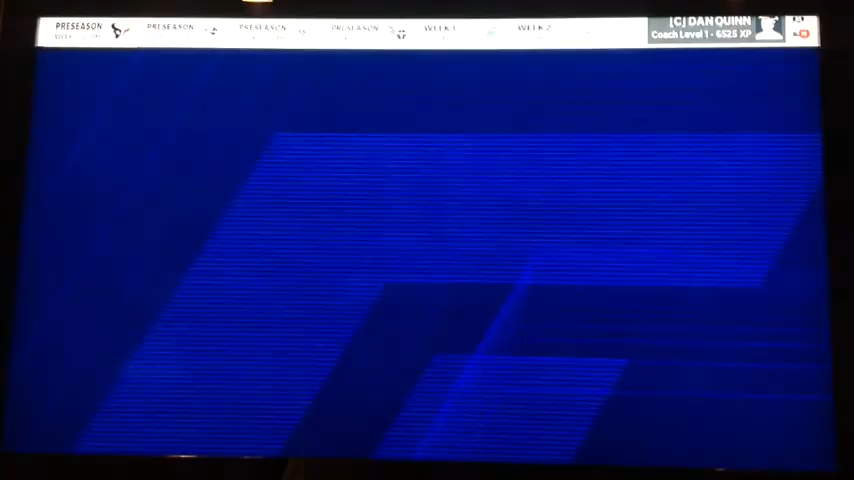 PRESEASON PRESEASON PRESEASON PRESEASON WEEK 1 WEEK 2
[C] DAN QUINN
Coach Level 1 - 6525 XP